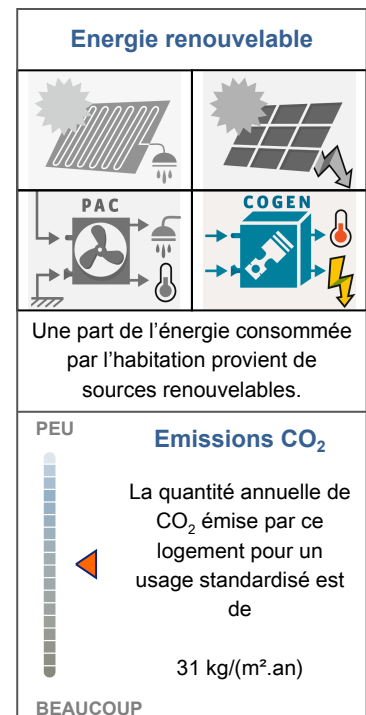 Energie renouvelable
PAC
COGEN
Une part de l'énergie consommée
par l'habitation provient de
sources renouvelables.
PEU
Emissions CO₂
La quantité annuelle de
CO₂ émise par ce
logement pour un
usage standardisé est
de
31 kg/(m².an)
BEAUCOUP